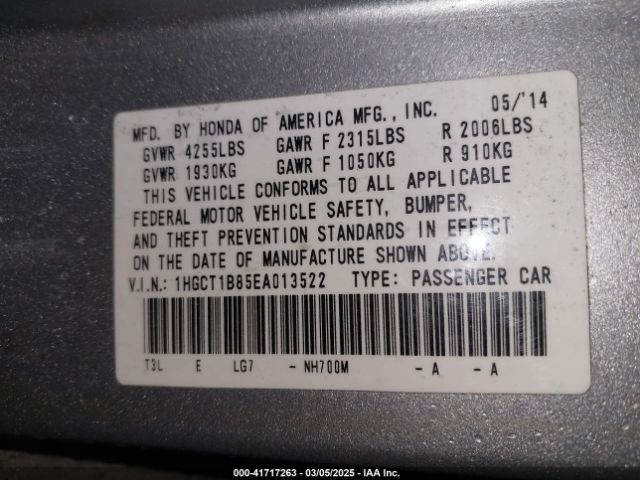 MFD. BY HONDA OF AMERICA MFG., INC. 05/'14
GVWR 4255LBS GAWR F 2315LBS R 2006LBS
GVWR 1930KG GAWR F 1050KG R 910KG
THIS VEHICLE CONFORMS TO ALL APPLICABLE
FEDERAL MOTOR VEHICLE SAFETY, BUMPER,
AND THEFT PREVENTION STANDARDS IN EFFECT
ON THE DATE OF MANUFACTURE SHOWN ABOVE.
V.I.N.: 1HGCT1B85EA013522 TYPE: PASSENGER CAR
T3L E LG7 - NH700M - A - A
000-41717263 - 03/05/2025 - IAA Inc.